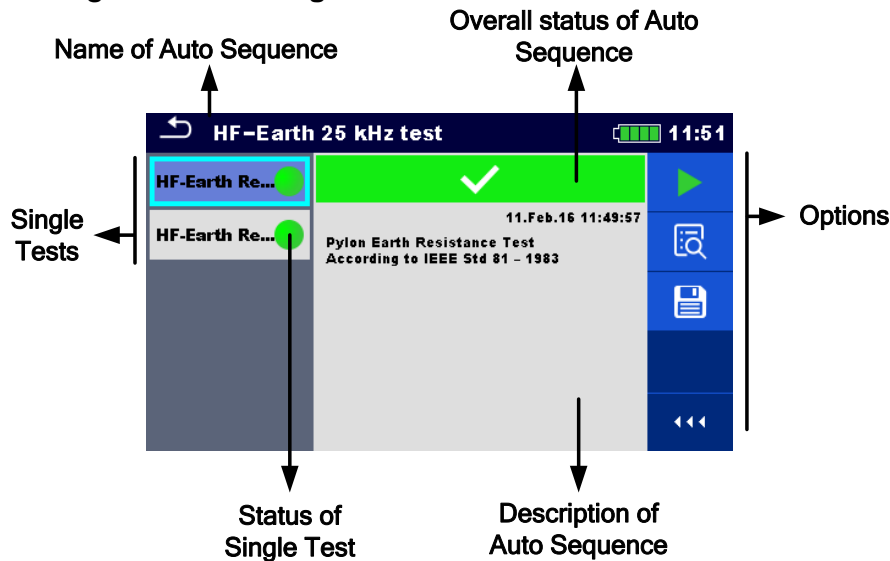 Overall status of Auto
Sequence
Name of Auto Sequence
HF-Earth 25 kHz test
11:51
HF-Earth Re...
HF-Earth Re...
11.Feb.16 11:49:57
Pylon Earth Resistance Test
According to IEEE Std 81 - 1983
Single
Tests
Options
Status of
Single Test
Description of
Auto Sequence